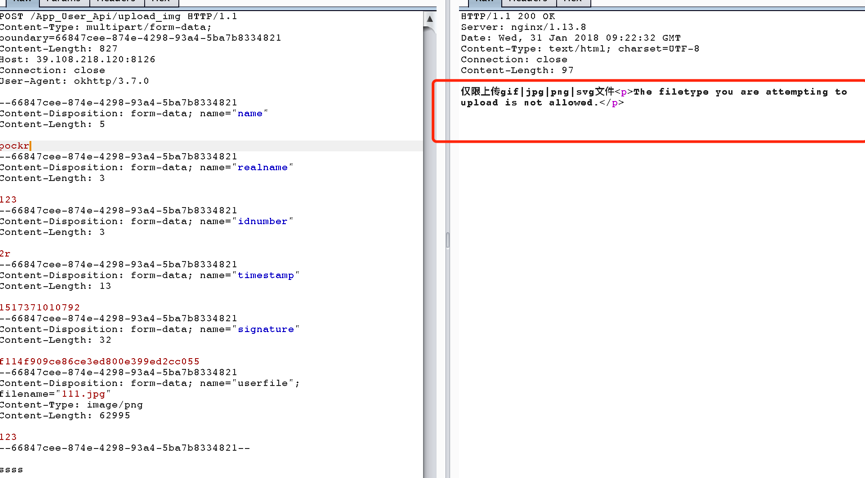 POST /App_User_Api/upload_img HTTP/1.1
Content-Type: multipart/form-data;
boundary=66847cee-874e-4298-93a4-5ba7b8334821
Content-Length: 827
Host: 39.108.218.120:8126
Connection: close
User-Agent: okhttp/3.7.0
--66847cee-874e-4298-93a4-5ba7b8334821
Content-Disposition: form-data; name="name"
Content-Length: 5
pockr
--66847cee-874e-4298-93a4-5ba7b8334821
Content-Disposition: form-data; name="realname"
Content-Length: 3
123
--66847cee-874e-4298-93a4-5ba7b8334821
Content-Disposition: form-data; name="idnumber"
Content-Length: 3
2r
--66847cee-874e-4298-93a4-5ba7b8334821
Content-Disposition: form-data; name="timestamp"
Content-Length: 13
1517371010792
--66847cee-874e-4298-93a4-5ba7b8334821
Content-Disposition: form-data; name="signature"
Content-Length: 32
f114f909ce86ce3ed800e399ed2cc055
--66847cee-874e-4298-93a4-5ba7b8334821
Content-Disposition: form-data; name="userfile";
filename="111.jpg"
Content-Type: image/png
Content-Length: 62995
123
--66847cee-874e-4298-93a4-5ba7b8334821--
ssss
HTTP/1.1 200 OK
Server: nginx/1.13.8
Date: Wed, 31 Jan 2018 09:22:32 GMT
Content-Type: text/html; charset=UTF-8
Connection: close
Content-Length: 97
仅限上传gif|jpg|png|svg文件<p>The filetype you are attempting to
upload is not allowed.</p>